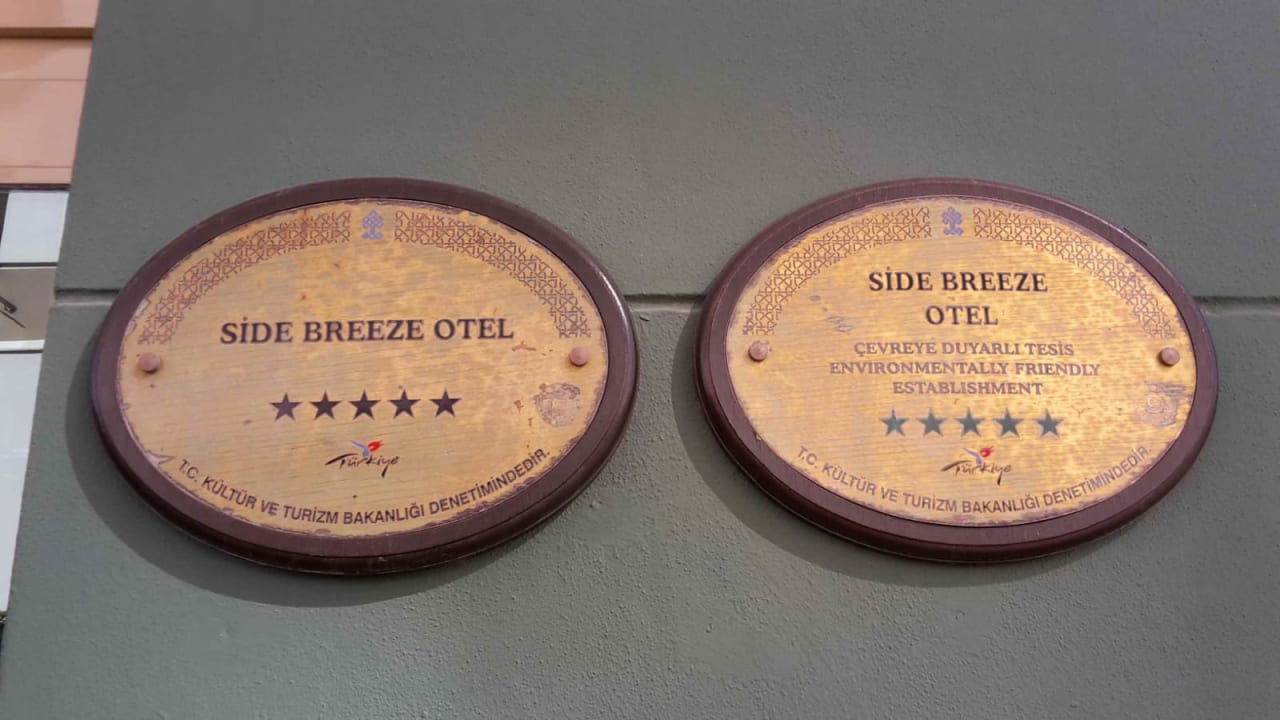 SİDE BREEZE OTEL
★★★★★
Türkiye
T.C. KÜLTÜR VE TURİZM BAKANLIĞI DENETİMİNDEDİR.
SİDE BREEZE
OTEL
ÇEVREYE DUYARLI TESİS
ENVIRONMENTALLY FRIENDLY
ESTABLISHMENT
★★★★★
Türkiye
T.C. KÜLTÜR VE TURİZM BAKANLIĞI DENETİMİNDEDİR.